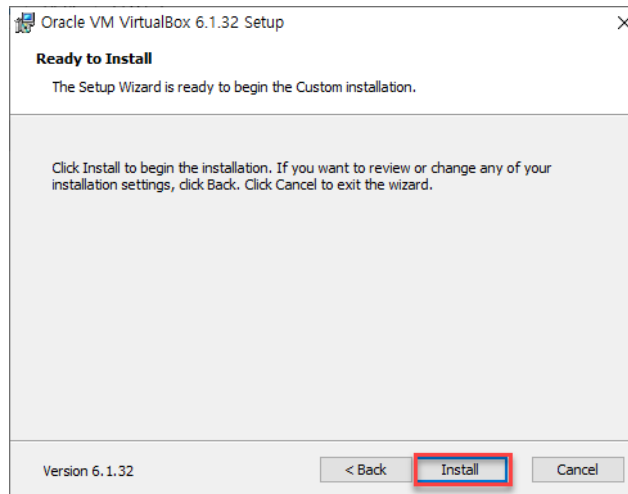 Oracle VM VirtualBox 6.1.32 Setup
Ready to Install
The Setup Wizard is ready to begin the Custom installation.
Click Install to begin the installation. If you want to review or change any of your
installation settings, click Back. Click Cancel to exit the wizard.
Version 6.1.32
< Back
Install
Cancel